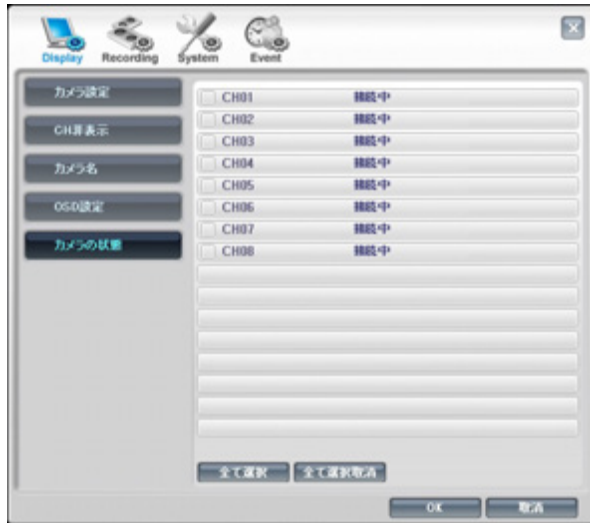 Display Recording System Event
カメラ設定
CH非表示
カメラ名
OSD設定
カメラの状態
CH01 接続中
CH02 接続中
CH03 接続中
CH04 接続中
CH05 接続中
CH06 接続中
CH07 接続中
CH08 接続中
全て選択 全て選択取消
OK 取消